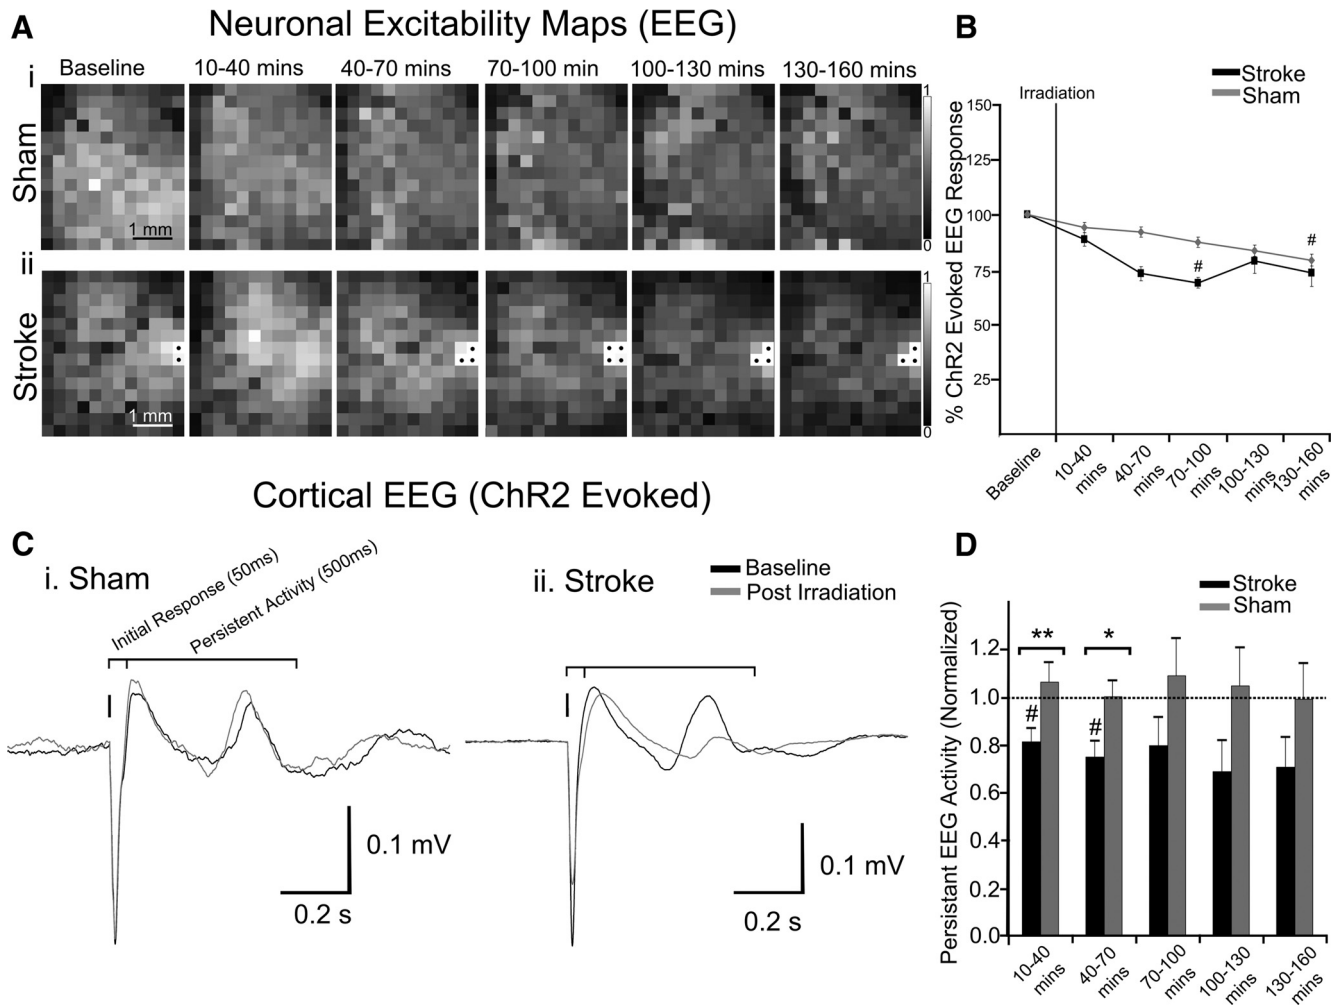 A
Neuronal Excitability Maps (EEG)
i
Baseline
10-40 mins
40-70 mins
70-100 min
100-130 mins
130-160 mins
Sham
1 mm
1
0
ii
Stroke
1 mm
1
0
B
Stroke
Sham
Irradiation
% ChR2 Evoked EEG Response
150
125
100
75
50
25
#
#
Baseline
10-40 mins
40-70 mins
70-100 mins
100-130 mins
130-160 mins
Cortical EEG (ChR2 Evoked)
C
i. Sham
Initial Response (50ms)
Persistent Activity (500ms)
0.1 mV
0.2 s
ii. Stroke
Baseline
Post Irradiation
0.1 mV
0.2 s
D
Stroke
Sham
Persistant EEG Activity (Normalized)
1.2
1.0
0.8
0.6
0.4
0.2
0.0
**
*
#
#
10-40 mins
40-70 mins
70-100 mins
100-130 mins
130-160 mins